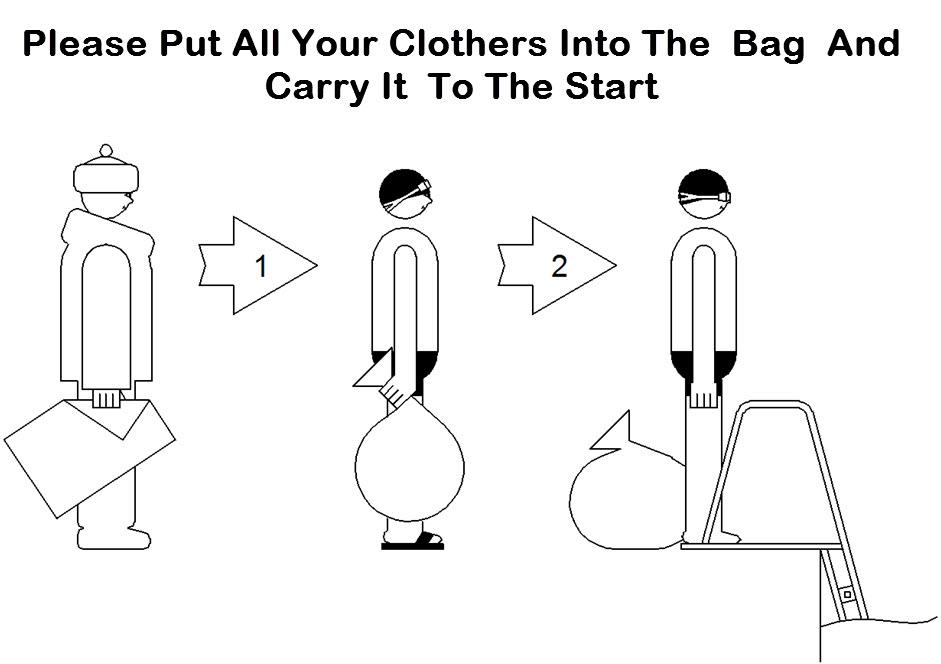 Please Put All Your Clothers Into The Bag And
Carry It To The Start
1
2